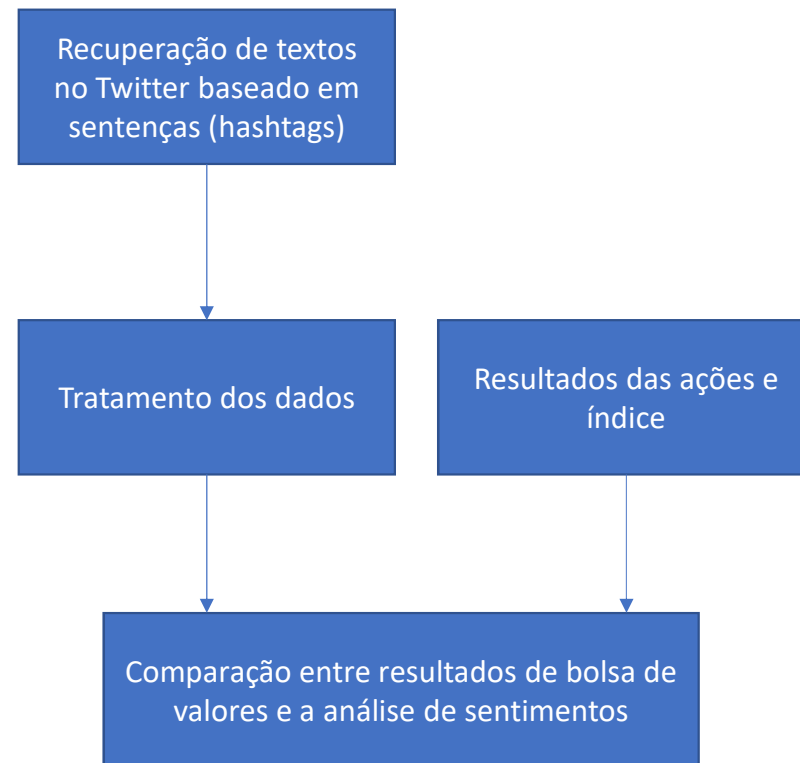 Recuperação de textos
no Twitter baseado em
sentenças (hashtags)
Tratamento dos dados
Resultados das ações e
índice
Comparação entre resultados de bolsa de
valores e a análise de sentimentos